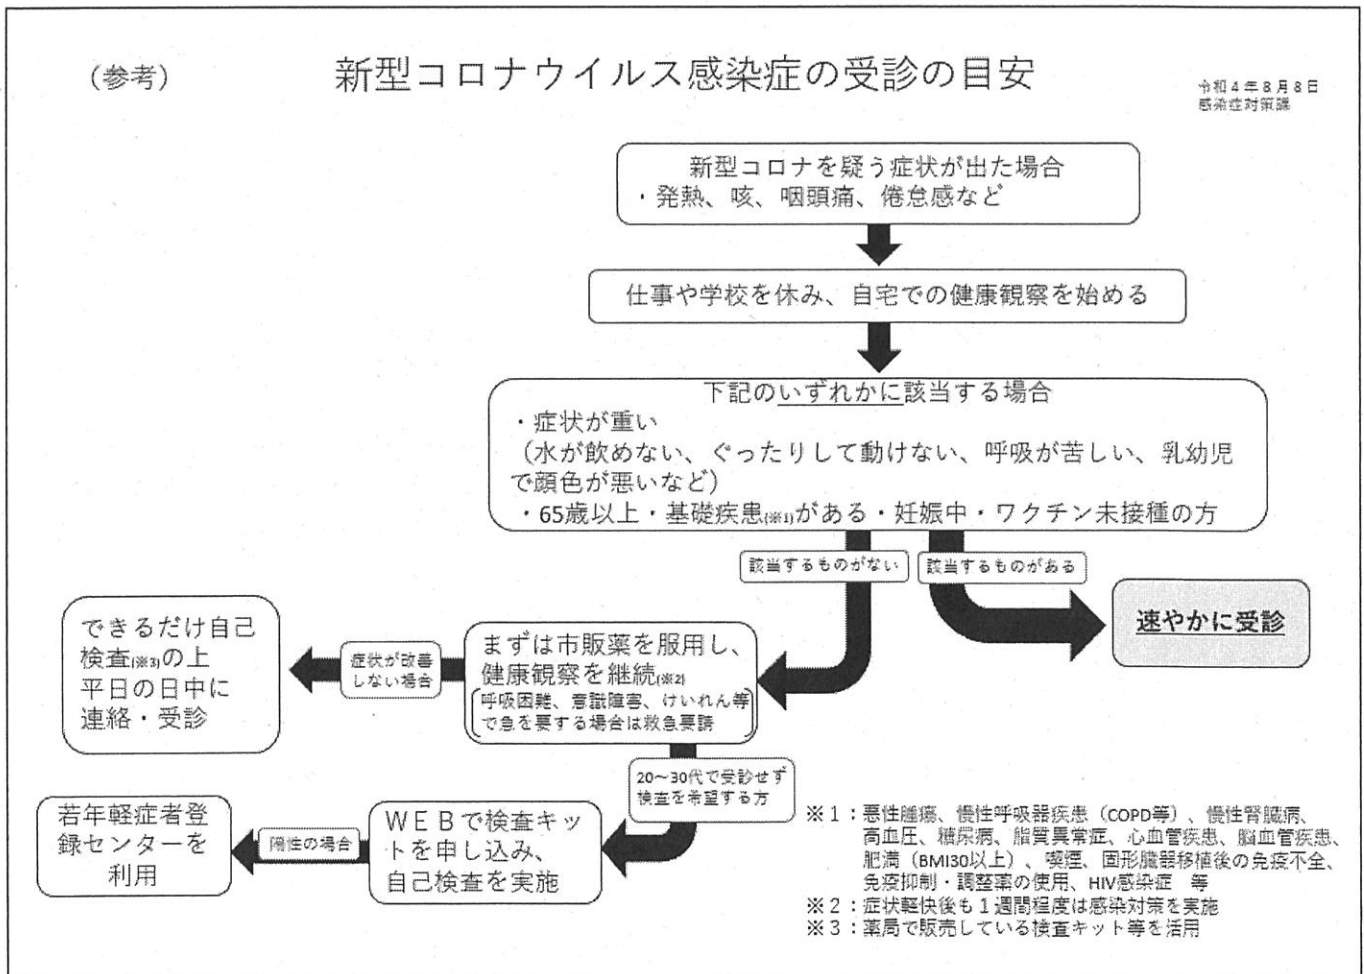 （参考）
新型コロナウイルス感染症の受診の目安
令和４年８月８日
感染症対策課
新型コロナを疑う症状が出た場合
・発熱、咳、咽頭痛、倦怠感など
仕事や学校を休み、自宅での健康観察を始める
下記のいずれかに該当する場合
・症状が重い
（水が飲めない、ぐったりして動けない、呼吸が苦しい、乳幼児
で顔色が悪いなど）
・65歳以上・基礎疾患(※1)がある・妊娠中・ワクチン未接種の方
該当するものがない
該当するものがある
速やかに受診
まずは市販薬を服用し、
健康観察を継続(※2)
呼吸困難、意識障害、けいれん等
で急を要する場合は救急要請
症状が改善
しない場合
できるだけ自己
検査(※3)の上
平日の日中に
連絡・受診
20～30代で受診せず
検査を希望する方
ＷＥＢで検査キッ
トを申し込み、
自己検査を実施
陽性の場合
若年軽症者登
録センターを
利用
※１：悪性腫瘍、慢性呼吸器疾患（COPD等）、慢性腎臓病、
高血圧、糖尿病、脂質異常症、心血管疾患、脳血管疾患、
肥満（BMI30以上）、喫煙、固形臓器移植後の免疫不全、
免疫抑制・調整薬の使用、HIV感染症　等
※２：症状軽快後も１週間程度は感染対策を実施
※３：薬局で販売している検査キット等を活用